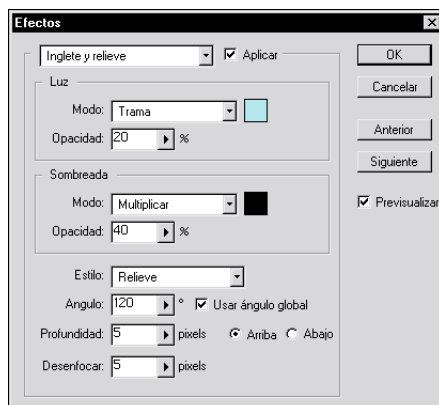 Efectos
Inglete y relieve Aplicar OK
Luz Cancelar
Modo: Trama
Opacidad: 20 % Anterior
Siguiente
Sombreada
Modo: Multiplicar Previsualizar
Opacidad: 40 %
Estilo: Relieve
Angulo: 120 ° Usar ángulo global
Profundidad: 5 pixels Arriba Abajo
Desenfocar: 5 pixels